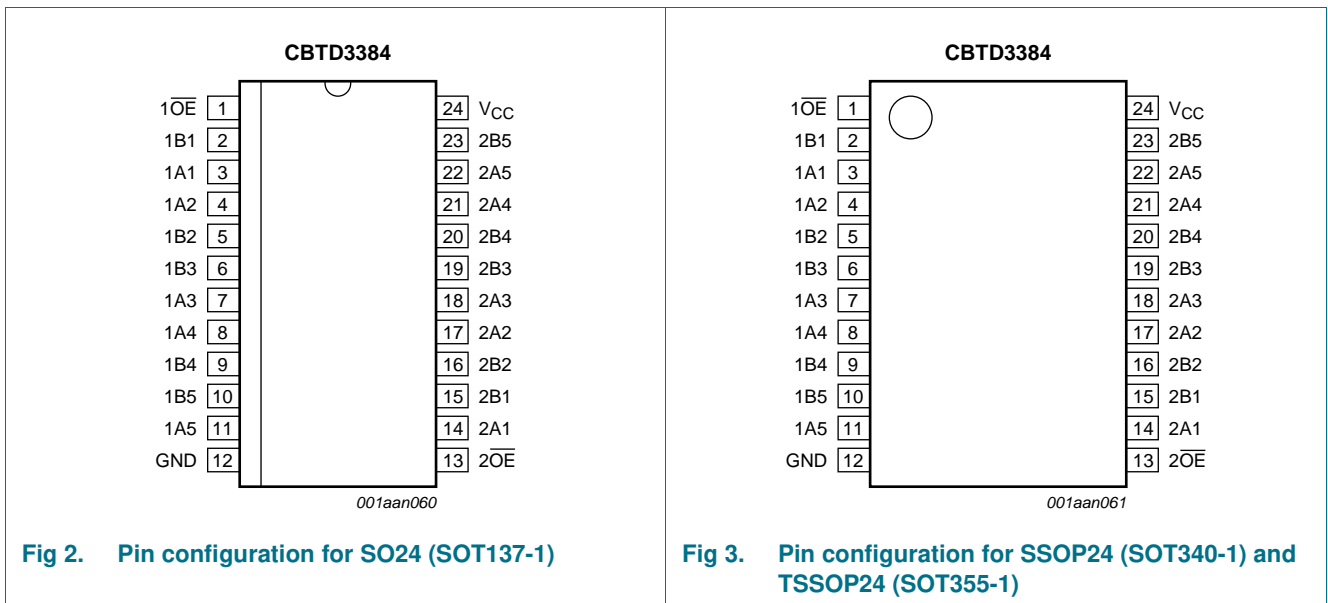 CBTD3384
1O̅E̅ 1 24 VCC
1B1 2 23 2B5
1A1 3 22 2A5
1A2 4 21 2A4
1B2 5 20 2B4
1B3 6 19 2B3
1A3 7 18 2A3
1A4 8 17 2A2
1B4 9 16 2B2
1B5 10 15 2B1
1A5 11 14 2A1
GND 12 13 2O̅E̅
001aan060
Fig 2. Pin configuration for SO24 (SOT137-1)
CBTD3384
1O̅E̅ 1 24 VCC
1B1 2 23 2B5
1A1 3 22 2A5
1A2 4 21 2A4
1B2 5 20 2B4
1B3 6 19 2B3
1A3 7 18 2A3
1A4 8 17 2A2
1B4 9 16 2B2
1B5 10 15 2B1
1A5 11 14 2A1
GND 12 13 2O̅E̅
001aan061
Fig 3. Pin configuration for SSOP24 (SOT340-1) and
TSSOP24 (SOT355-1)